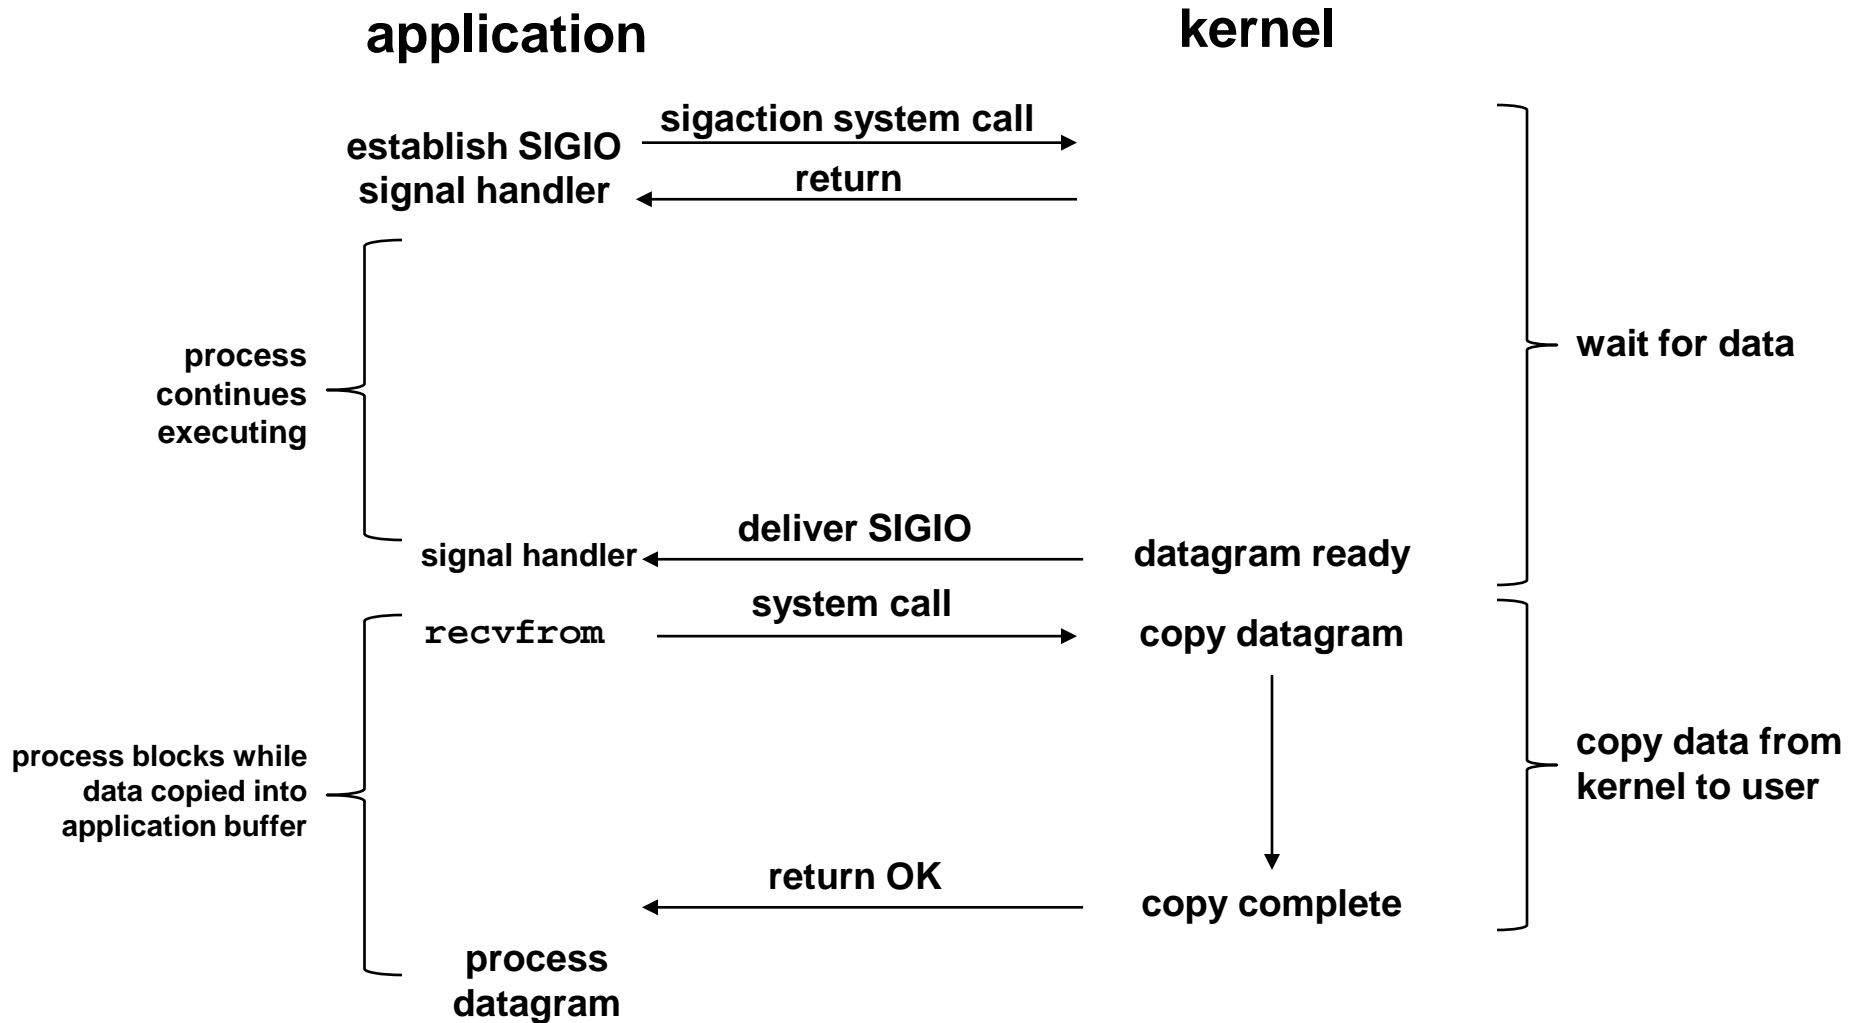 application
kernel
sigaction system call
establish SIGIO
signal handler
return
process
continues
executing
wait for data
deliver SIGIO
signal handler
datagram ready
system call
recvfrom
copy datagram
process blocks while
data copied into
application buffer
copy data from
kernel to user
return OK
copy complete
process
datagram